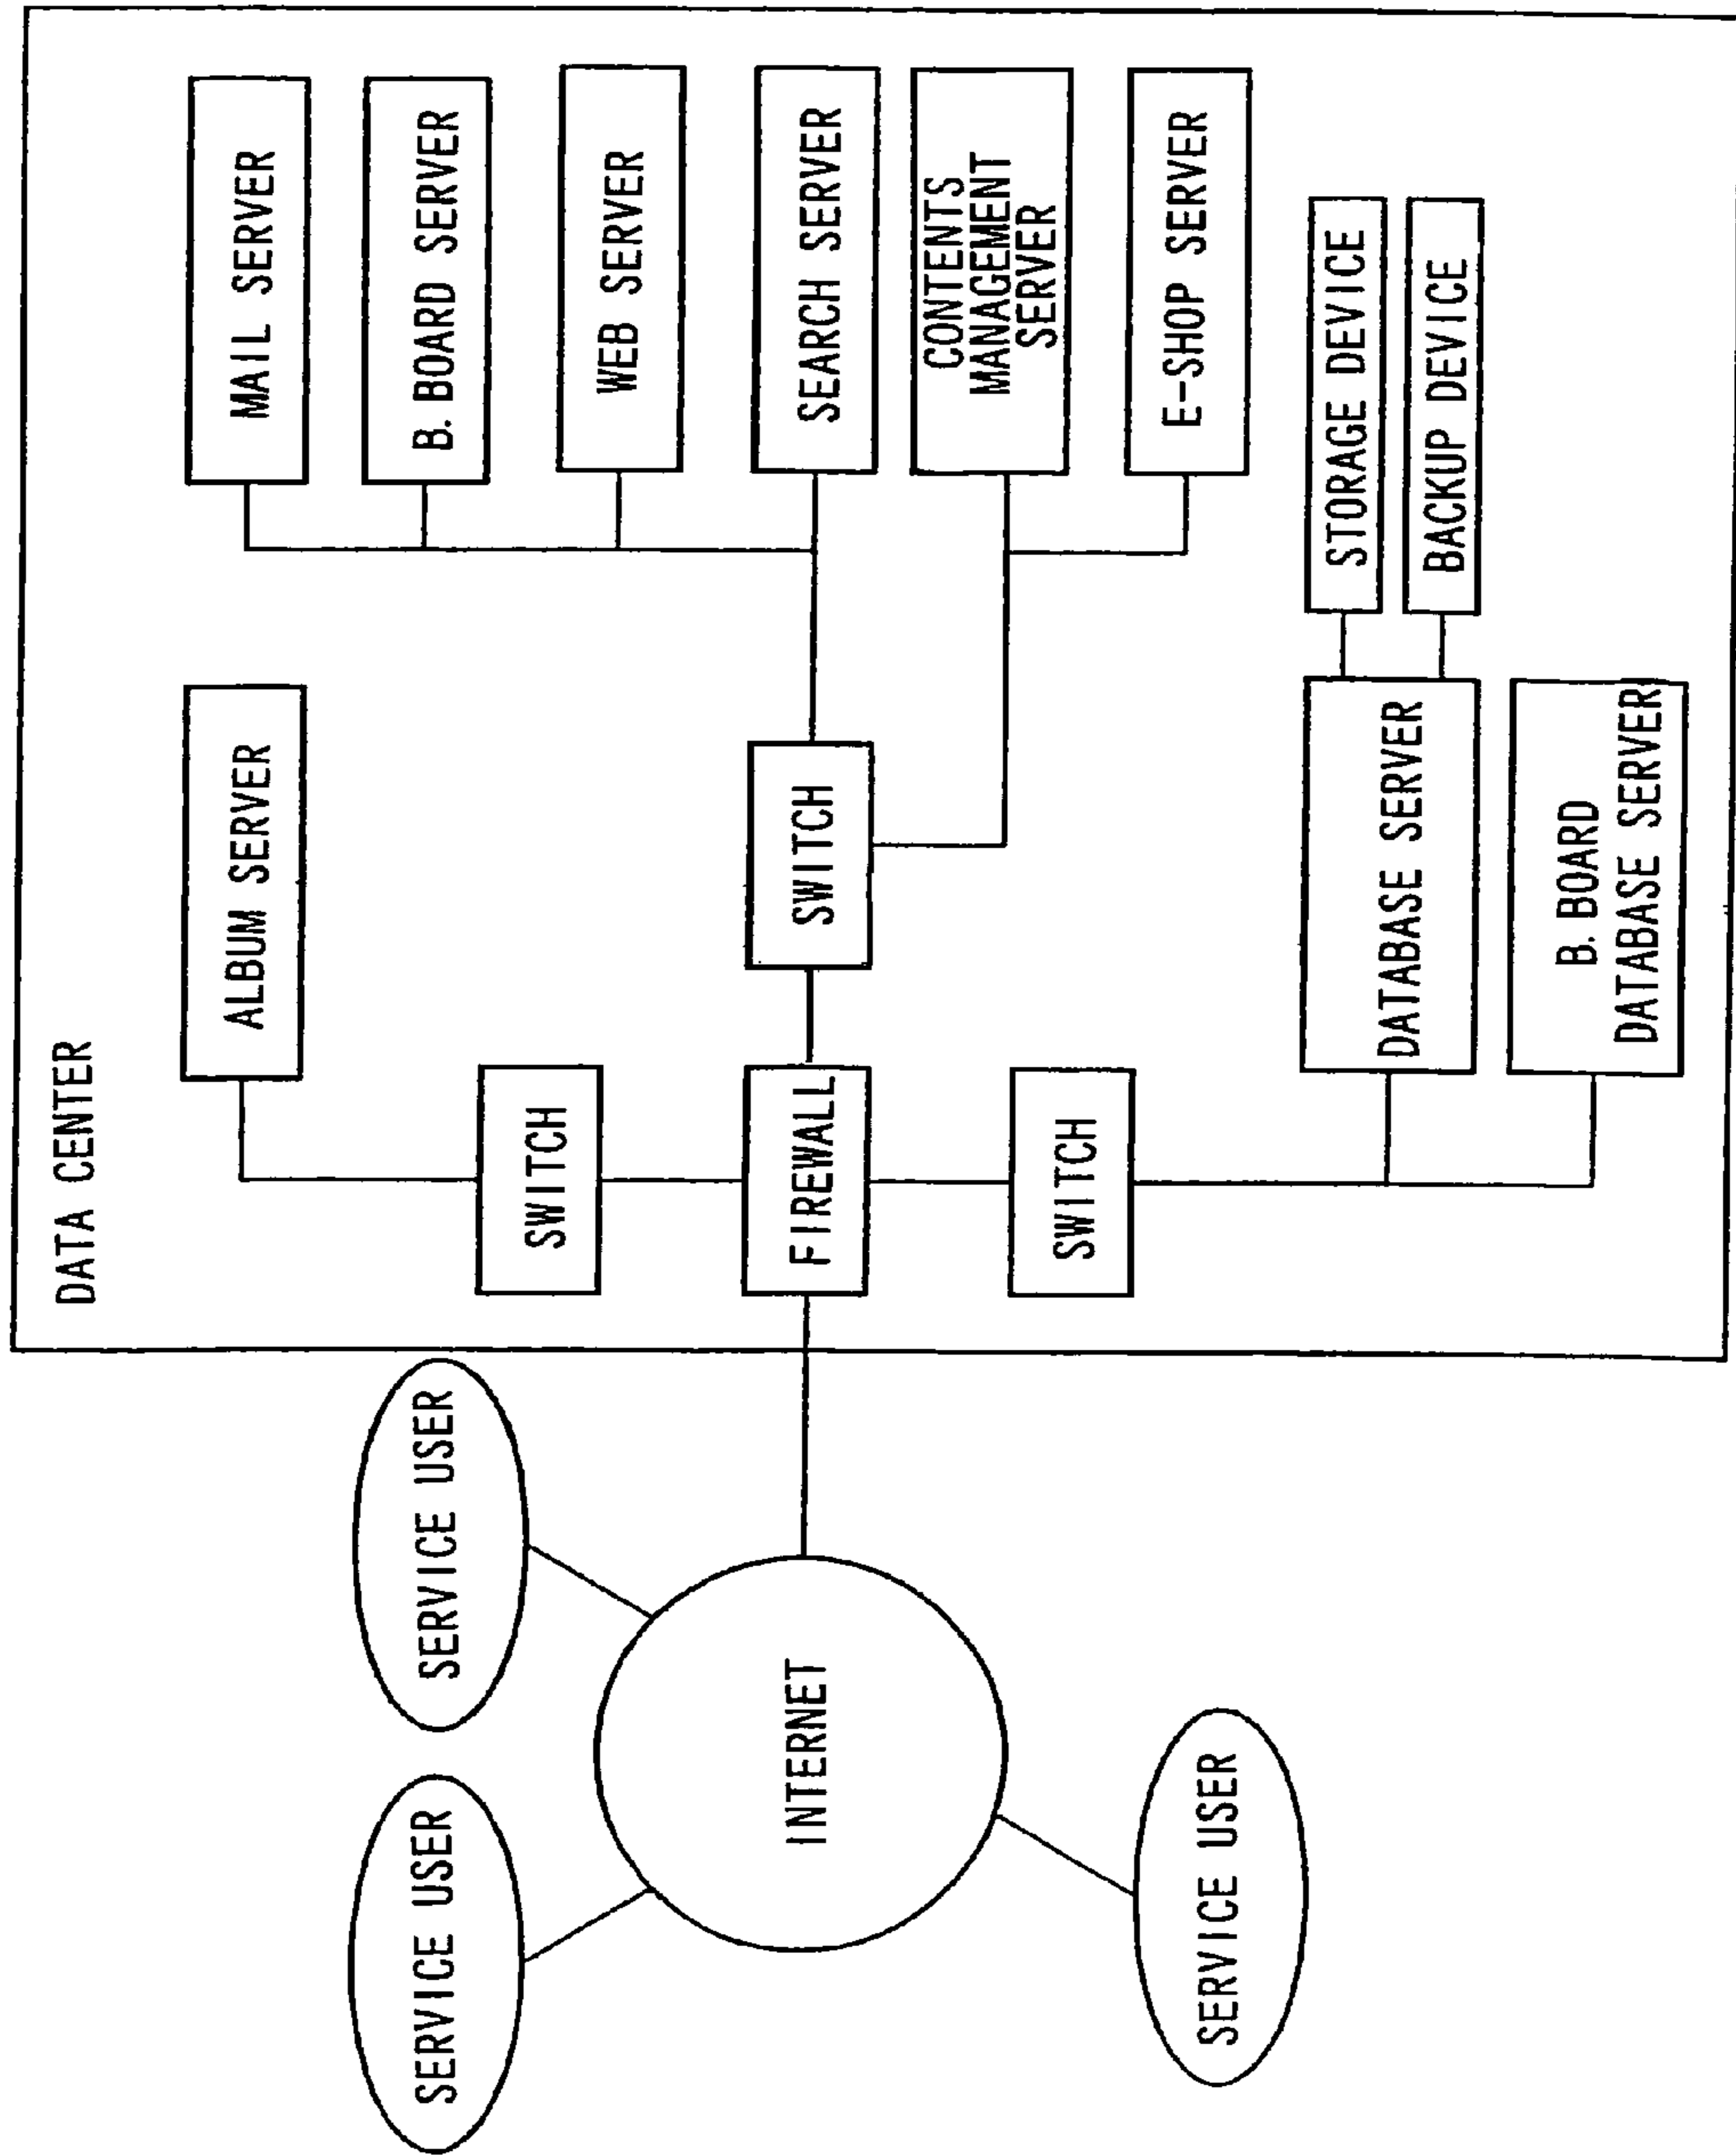 DATA CENTER
ALBUM SERVER
MAIL SERVER
B. BOARD SERVER
WEB SERVER
SEARCH SERVER
CONTENTS
MANAGEMENT
SERVER
E-SHOP SERVER
SWITCH
SWITCH
FIREWALL
SWITCH
STORAGE DEVICE
BACKUP DEVICE
DATABASE SERVER
B. BOARD
DATABASE SERVER
SERVICE USER
SERVICE USER
INTERNET
SERVICE USER